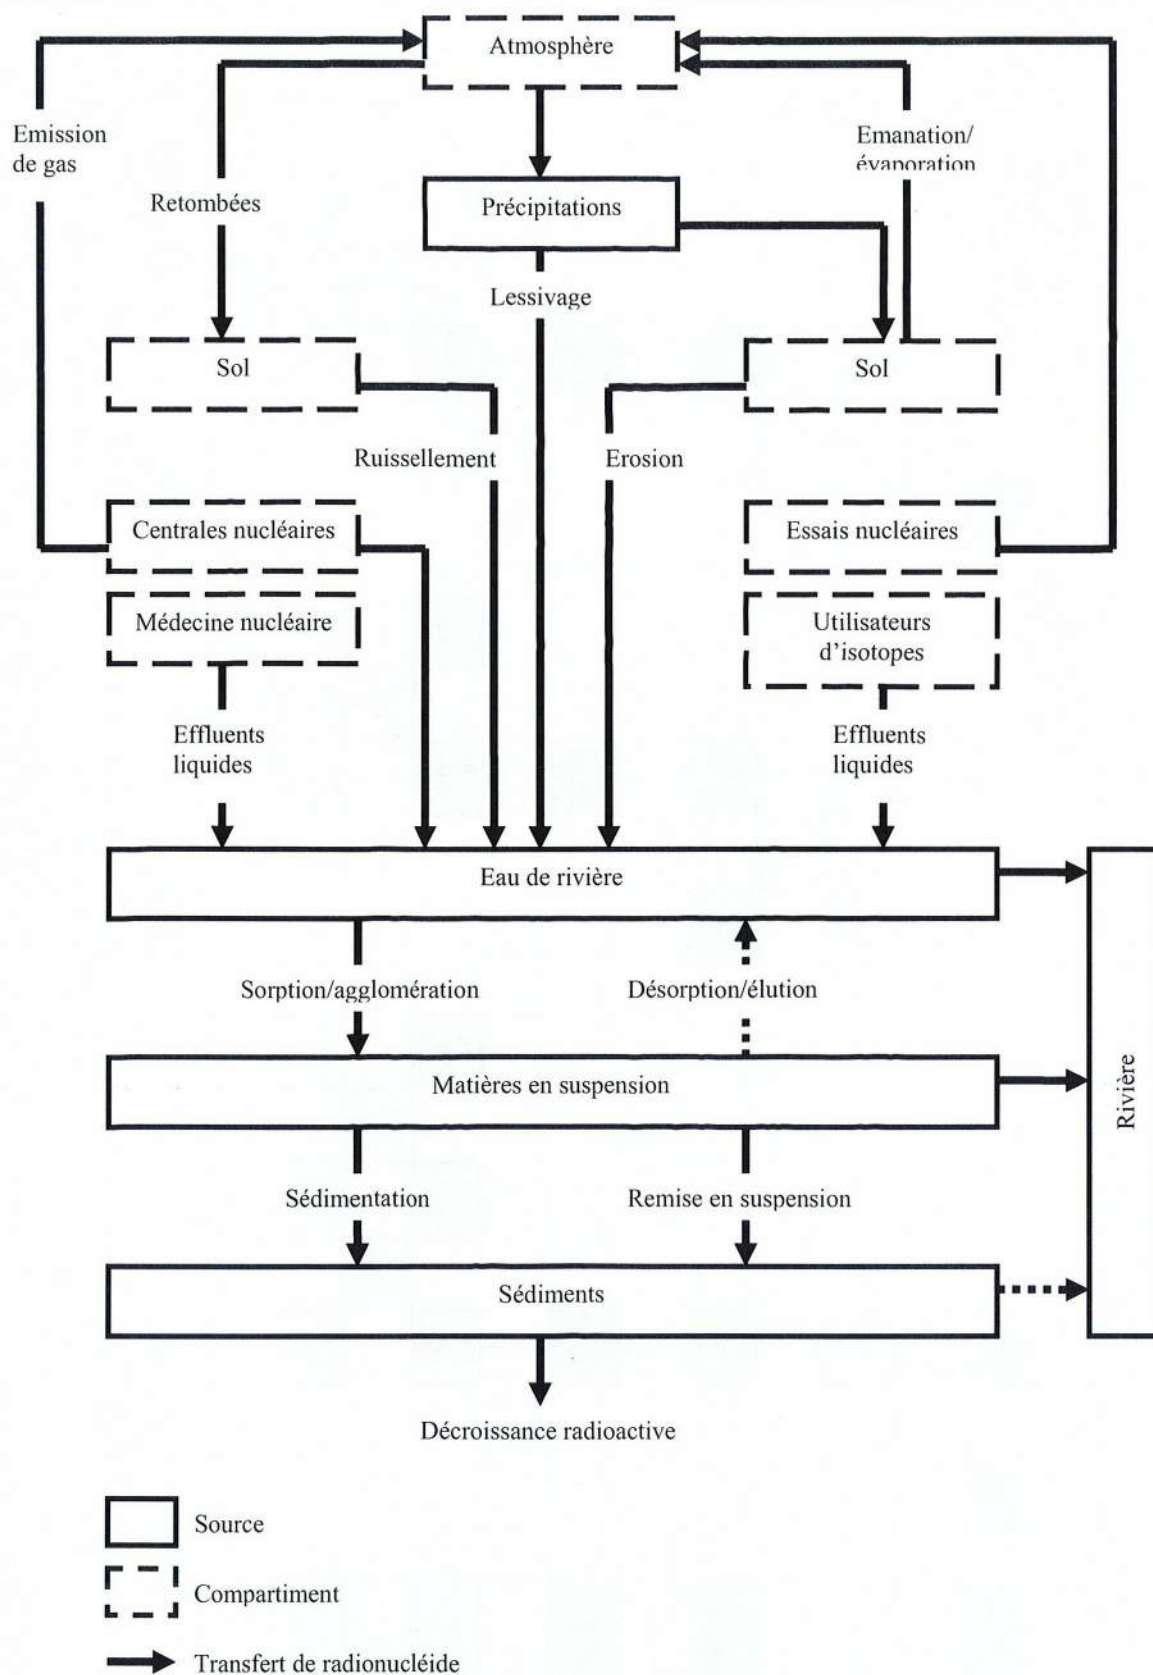 Atmosphère
Emission
de gas
Emanation/
évaporation
Retombées
Précipitations
Lessivage
Sol
Sol
Ruissellement
Erosion
Centrales nucléaires
Essais nucléaires
Médecine nucléaire
Utilisateurs
d'isotopes
Effluents
liquides
Effluents
liquides
Eau de rivière
Sorption/agglomération
Désorption/élution
Matières en suspension
Rivière
Sédimentation
Remise en suspension
Sédiments
Décroissance radioactive
Source
Compartiment
Transfert de radionucléide